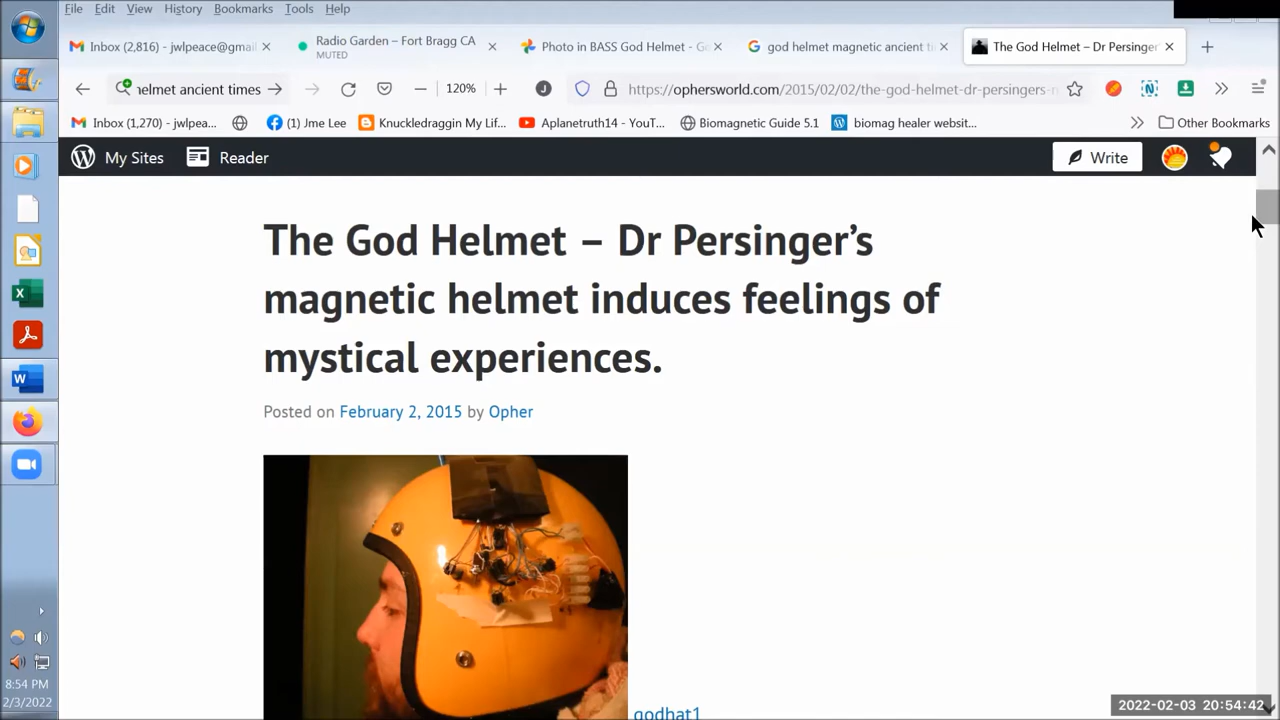 File Edit View History Bookmarks Tools Help
Inbox (2,816) - jwlpeace@gmail
Radio Garden – Fort Bragg CA
MUTED
Photo in BASS God Helmet - Go
god helmet magnetic ancient ti
The God Helmet – Dr Persinger
helmet ancient times
120%
J
https://ophersworld.com/2015/02/02/the-god-helmet-dr-persingers-m
Inbox (1,270) - jwlpea...
(1) Jme Lee
Knuckledraggin My Lif...
Aplanetruth14 - YouT...
Biomagnetic Guide 5.1
biomag healer websit...
Other Bookmarks
My Sites
Reader
Write
The God Helmet – Dr Persinger’s
magnetic helmet induces feelings of
mystical experiences.
Posted on February 2, 2015 by Opher
godhat1
8:54 PM
2/3/2022
2022-02-03 20:54:42